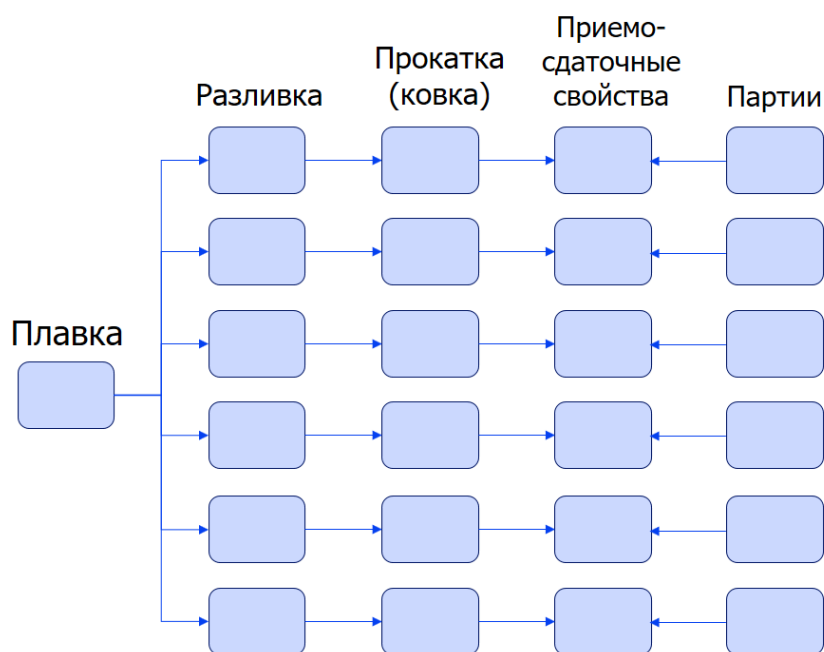 Разливка
Прокатка
(ковка)
Приемо-
сдаточные
свойства
Партии
Плавка